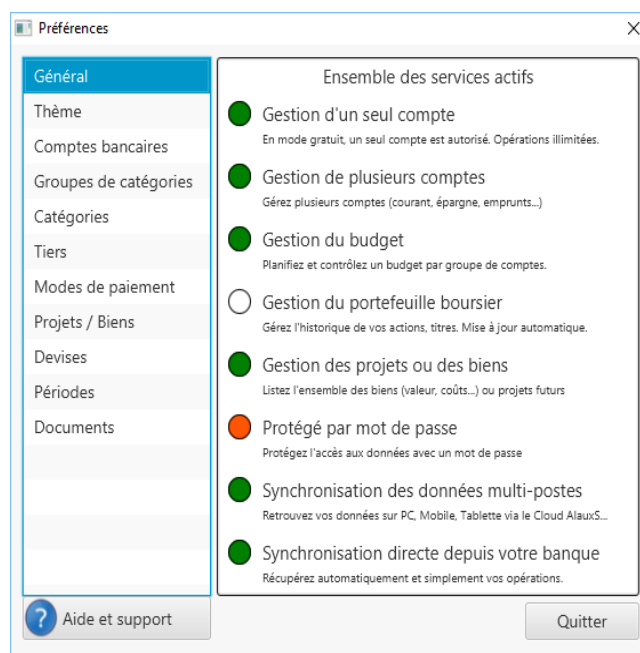 Préférences
Général
Thème
Comptes bancaires
Groupes de catégories
Catégories
Tiers
Modes de paiement
Projets / Biens
Devises
Périodes
Documents
Ensemble des services actifs
Gestion d'un seul compte
En mode gratuit, un seul compte est autorisé. Opérations illimitées.
Gestion de plusieurs comptes
Gérez plusieurs comptes (courant, épargne, emprunts...)
Gestion du budget
Planifiez et contrôlez un budget par groupe de comptes.
Gestion du portefeuille boursier
Gérez l'historique de vos actions, titres. Mise à jour automatique.
Gestion des projets ou des biens
Listez l'ensemble des biens (valeur, coûts...) ou projets futurs
Protégé par mot de passe
Protégez l'accès aux données avec un mot de passe
Synchronisation des données multi-postes
Retrouvez vos données sur PC, Mobile, Tablette via le Cloud AlauxS...
Synchronisation directe depuis votre banque
Récupérez automatiquement et simplement vos opérations.
? Aide et support
Quitter